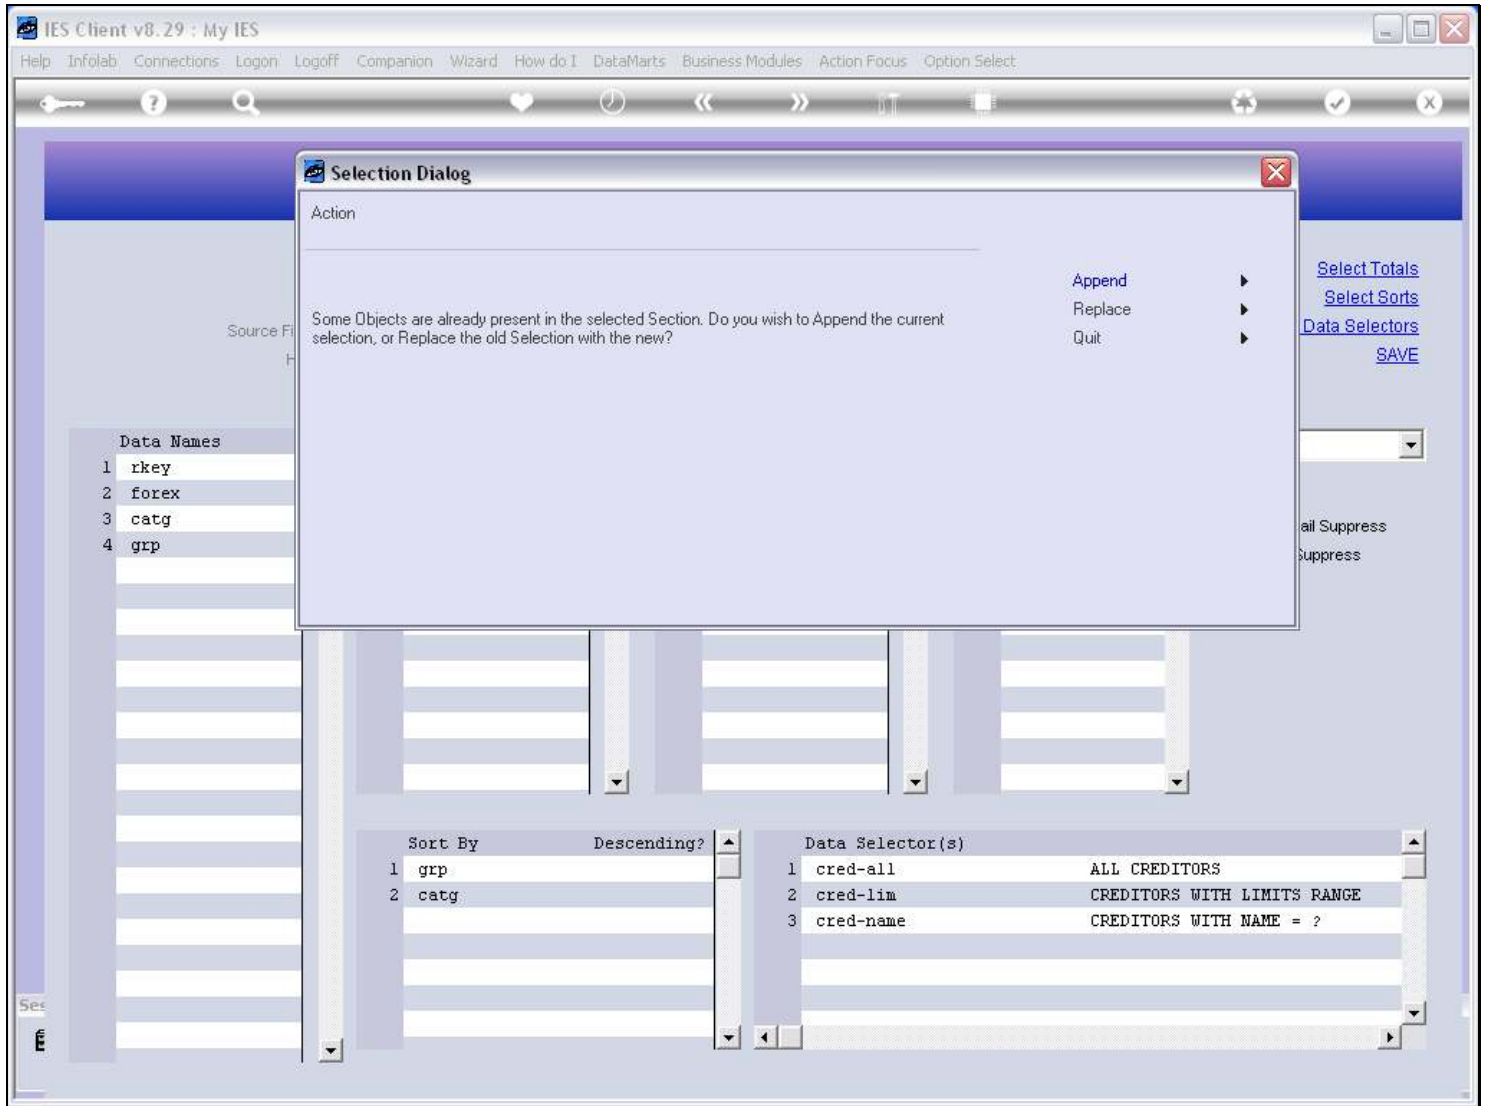 IES Client v8.29 : My IES
Help Infolab Connections Logon Logoff Companion Wizard How do I DataMarts Business Modules Action Focus Option Select
Selection Dialog
Action
Append
Replace
Quit
Some Objects are already present in the selected Section. Do you wish to Append the current
selection, or Replace the old Selection with the new?
Select Totals
Select Sorts
Data Selectors
SAVE
Source Fi
H
Data Names
1 rkey
2 forex
3 catg
4 grp
ail Suppress
Suppress
Sort By Descending?
1 grp
2 catg
Data Selector(s)
1 cred-all ALL CREDITORS
2 cred-lim CREDITORS WITH LIMITS RANGE
3 cred-name CREDITORS WITH NAME = ?
Ses